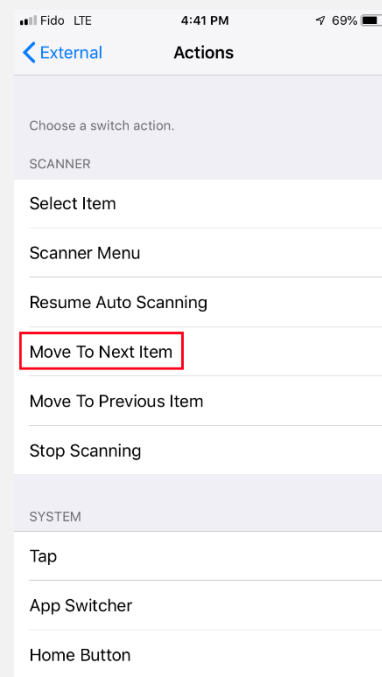 Fido LTE 4:41 PM 69%
External Actions
Choose a switch action.
SCANNER
Select Item
Scanner Menu
Resume Auto Scanning
Move To Next Item
Move To Previous Item
Stop Scanning
SYSTEM
Tap
App Switcher
Home Button